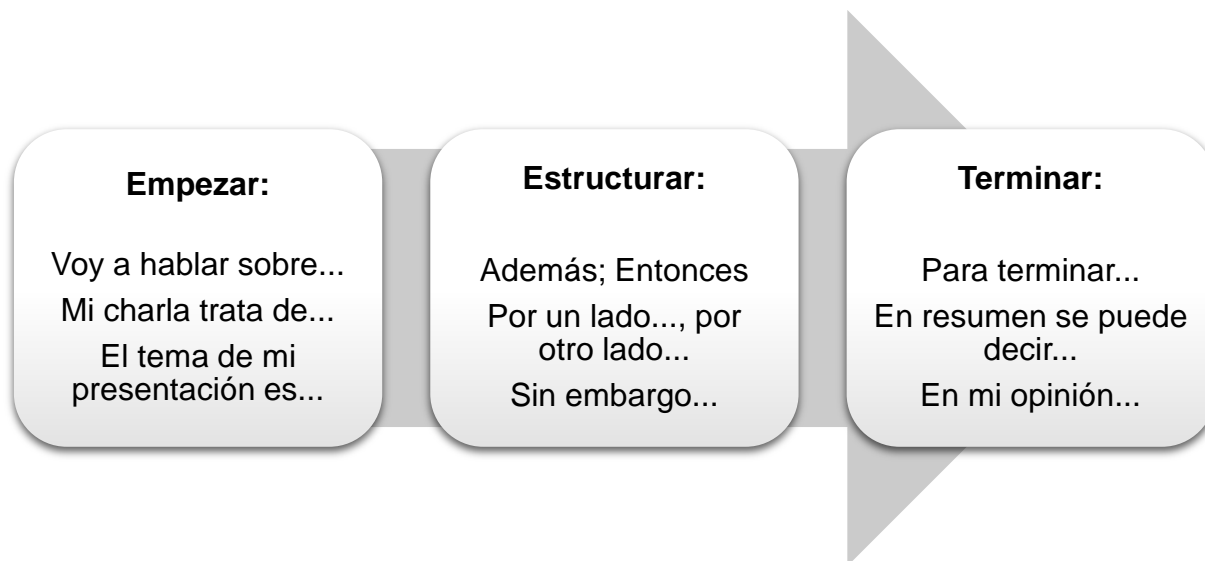 Empezar:
Voy a hablar sobre...
Mi charla trata de...
El tema de mi
presentación es...
Estructurar:
Además; Entonces
Por un lado..., por
otro lado...
Sin embargo...
Terminar:
Para terminar...
En resumen se puede
decir...
En mi opinión...